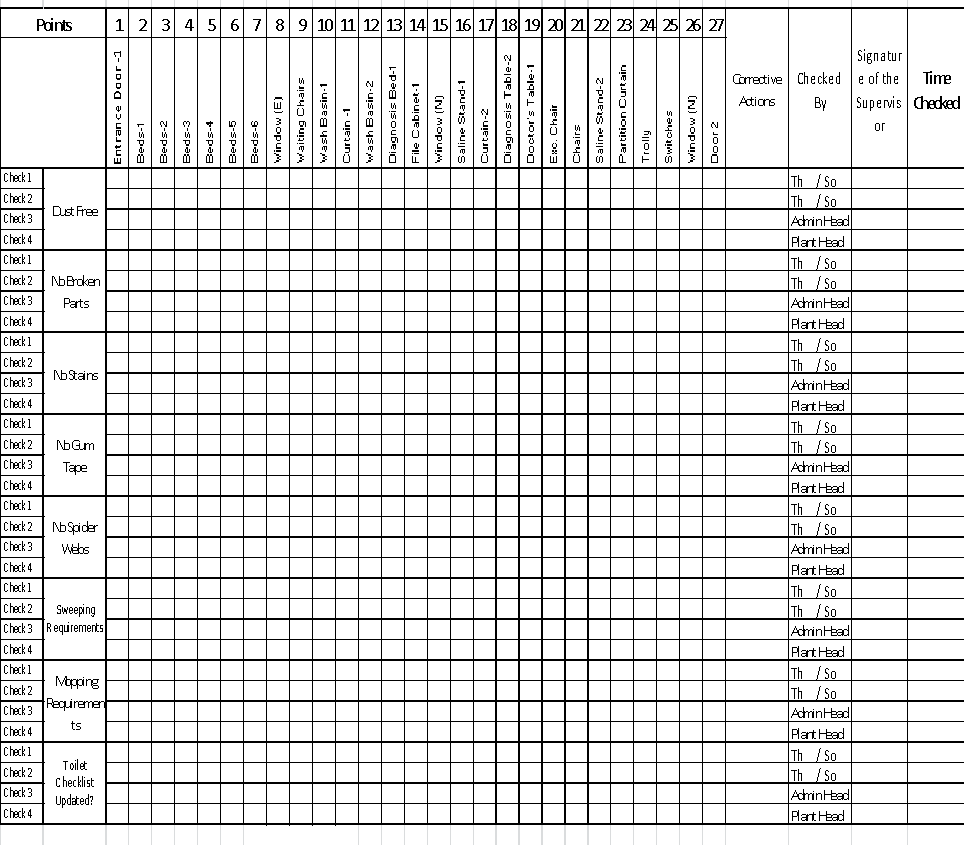 Points 1 2 3 4 5 6 7 8 9 10 11 12 13 14 15 16 17 18 19 20 21 22 23 24 25 26 27
Entrance Door -1
Beds-1
Beds-2
Beds-3
Beds-4
Beds-5
Beds-6
Window (E)
Waiting Chairs
Wash Basin-1
Curtain -1
Wash Basin-2
Diagnosis Bed-1
File Cabinet-1
Window (N)
Saline Stand-1
Curtain-2
Diagnosis Table-2
Doctor's Table-1
Exc. Chair
Chairs
Saline Stand-2
Partition Curtain
Trolly
Switches
Window (N)
Door 2
Corrective
Actions
Checked
By
Signatur
e of the
Supervis
or
Time
Checked
Check 1 Th / So
Check 2 Th / So
Dust Free
Check 3 Admin Head
Check 4 Plant Head
Check 1 Th / So
Check 2 Th / So
No Broken
Parts
Check 3 Admin Head
Check 4 Plant Head
Check 1 Th / So
Check 2 Th / So
No Stains
Check 3 Admin Head
Check 4 Plant Head
Check 1 Th / So
Check 2 Th / So
No Gum
Tape
Check 3 Admin Head
Check 4 Plant Head
Check 1 Th / So
Check 2 Th / So
No Spider
Webs
Check 3 Admin Head
Check 4 Plant Head
Check 1 Th / So
Check 2 Th / So
Sweeping
Requirements
Check 3 Admin Head
Check 4 Plant Head
Check 1 Th / So
Check 2 Th / So
Mopping
Requiremen
ts
Check 3 Admin Head
Check 4 Plant Head
Check 1 Th / So
Check 2 Th / So
Toilet
Checklist
Updated?
Check 3 Admin Head
Check 4 Plant Head